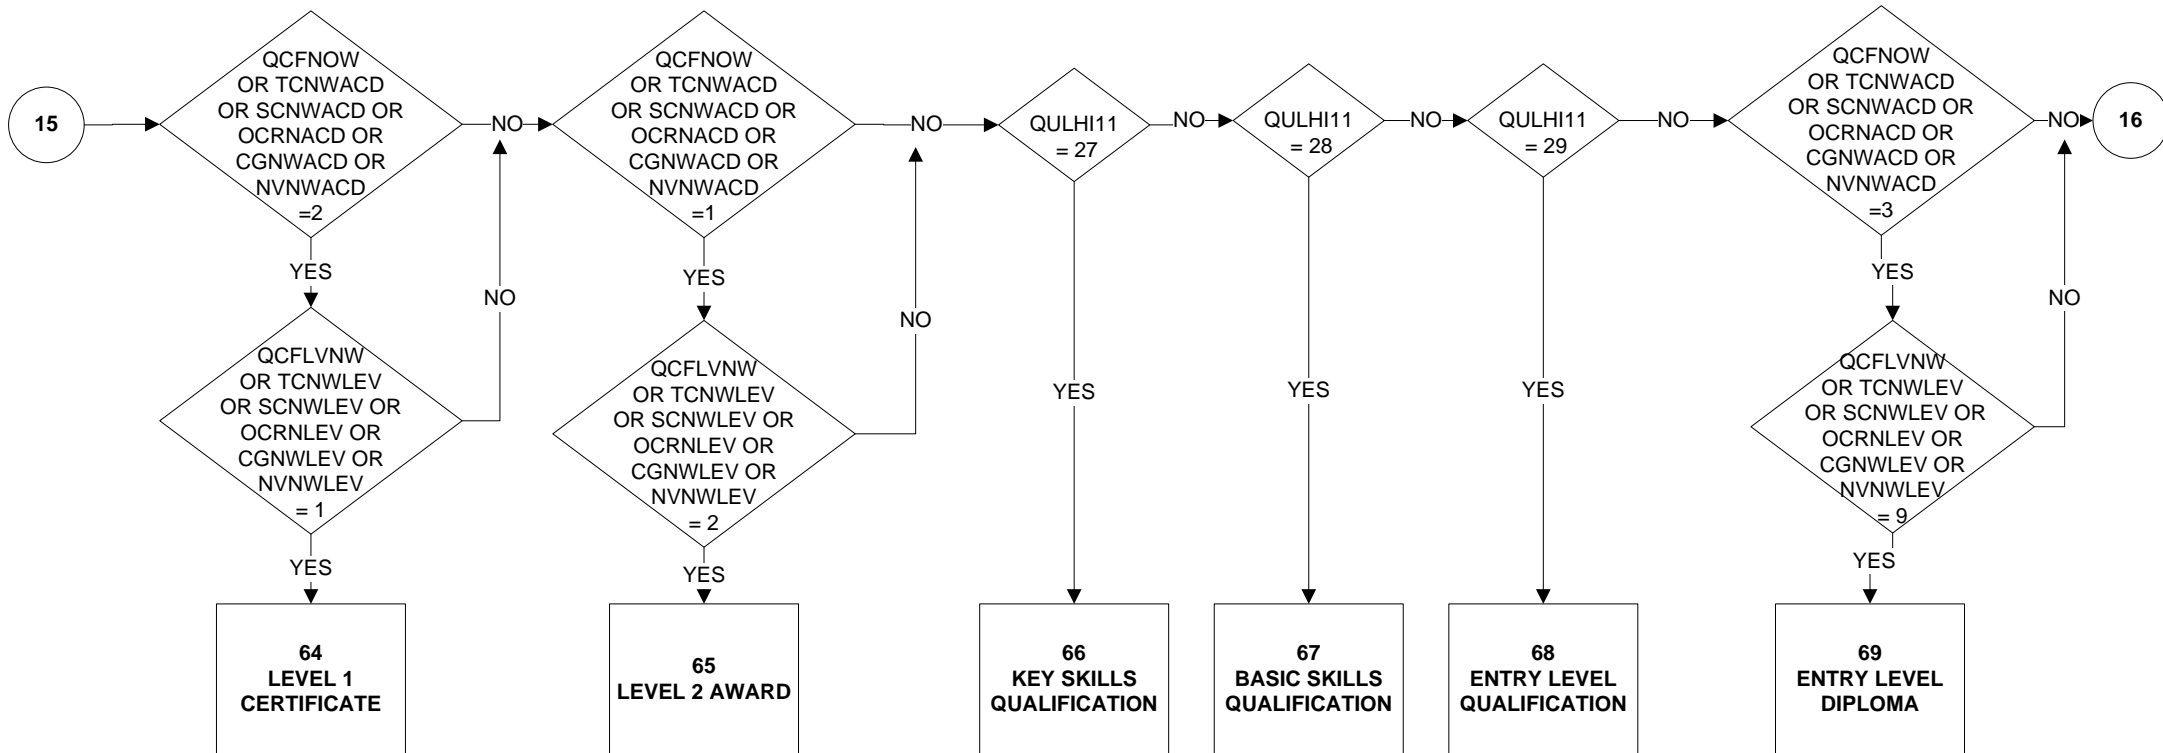 15
QCFNOW
OR TCNWACD
OR SCNWACD OR
OCRNACD OR
CGNWACD OR
NVNWACD
=2
NO
YES
QCFLVNW
OR TCNWLEV
OR SCNWLEV OR
OCRNLEV OR
CGNWLEV OR
NVNWLEV
= 1
NO
YES
64
LEVEL 1
CERTIFICATE
QCFNOW
OR TCNWACD
OR SCNWACD OR
OCRNACD OR
CGNWACD OR
NVNWACD
=1
NO
YES
QCFLVNW
OR TCNWLEV
OR SCNWLEV OR
OCRNLEV OR
CGNWLEV OR
NVNWLEV
= 2
NO
YES
65
LEVEL 2 AWARD
QULHI11
= 27
NO
YES
66
KEY SKILLS
QUALIFICATION
QULHI11
= 28
NO
YES
67
BASIC SKILLS
QUALIFICATION
QULHI11
= 29
NO
YES
68
ENTRY LEVEL
QUALIFICATION
QCFNOW
OR TCNWACD
OR SCNWACD OR
OCRNACD OR
CGNWACD OR
NVNWACD
=3
NO
16
YES
QCFLVNW
OR TCNWLEV
OR SCNWLEV OR
OCRNLEV OR
CGNWLEV OR
NVNWLEV
= 9
NO
YES
69
ENTRY LEVEL
DIPLOMA